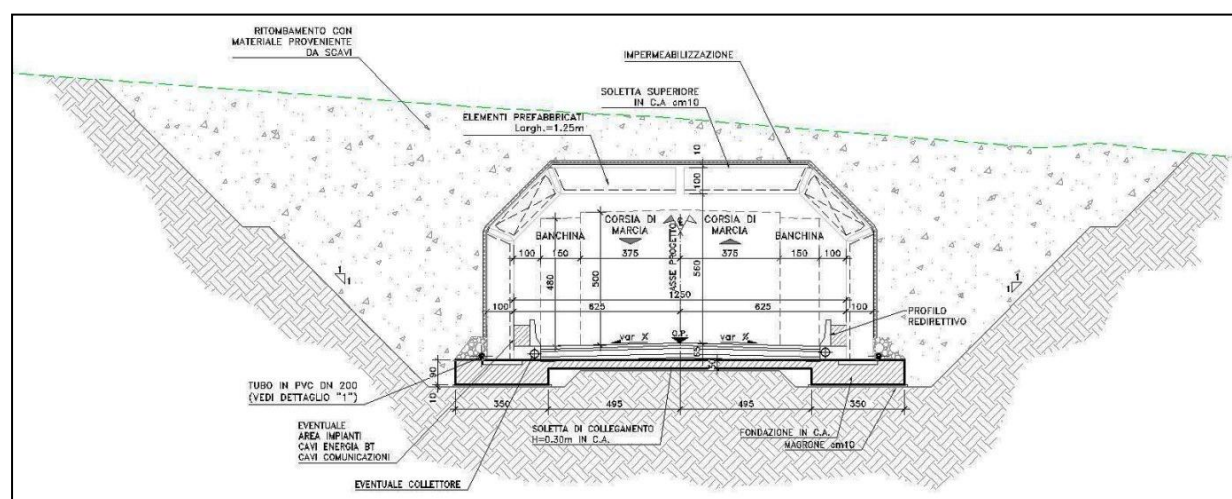 RITOMBAMENTO CON
MATERIALE PROVENIENTE
DA SCAVI
IMPERMEABILIZZAZIONE
SOLETTA SUPERIORE
IN C.A cm10
ELEMENTI PREFABBRICATI
Largh.=1.25m
10
100
CORSIA DI
MARCIA
CORSIA DI
MARCIA
BANCHINA
BANCHINA
ASSE PROGETTO
100
150
375
375
150
100
480
500
560
1250
100
625
625
100
PROFILO
REDIRETTIVO
var %
Q.P.
var %
65
1
1
1
1
90
10
TUBO IN PVC DN 200
(VEDI DETTAGLIO "1")
350
495
495
350
EVENTUALE
AREA IMPIANTI
CAVI ENERGIA BT
CAVI COMUNICAZIONI
SOLETTA DI COLLEGAMENTO
H=0.30m IN C.A.
FONDAZIONE IN C.A.
MAGRONE cm10
EVENTUALE COLLETTORE